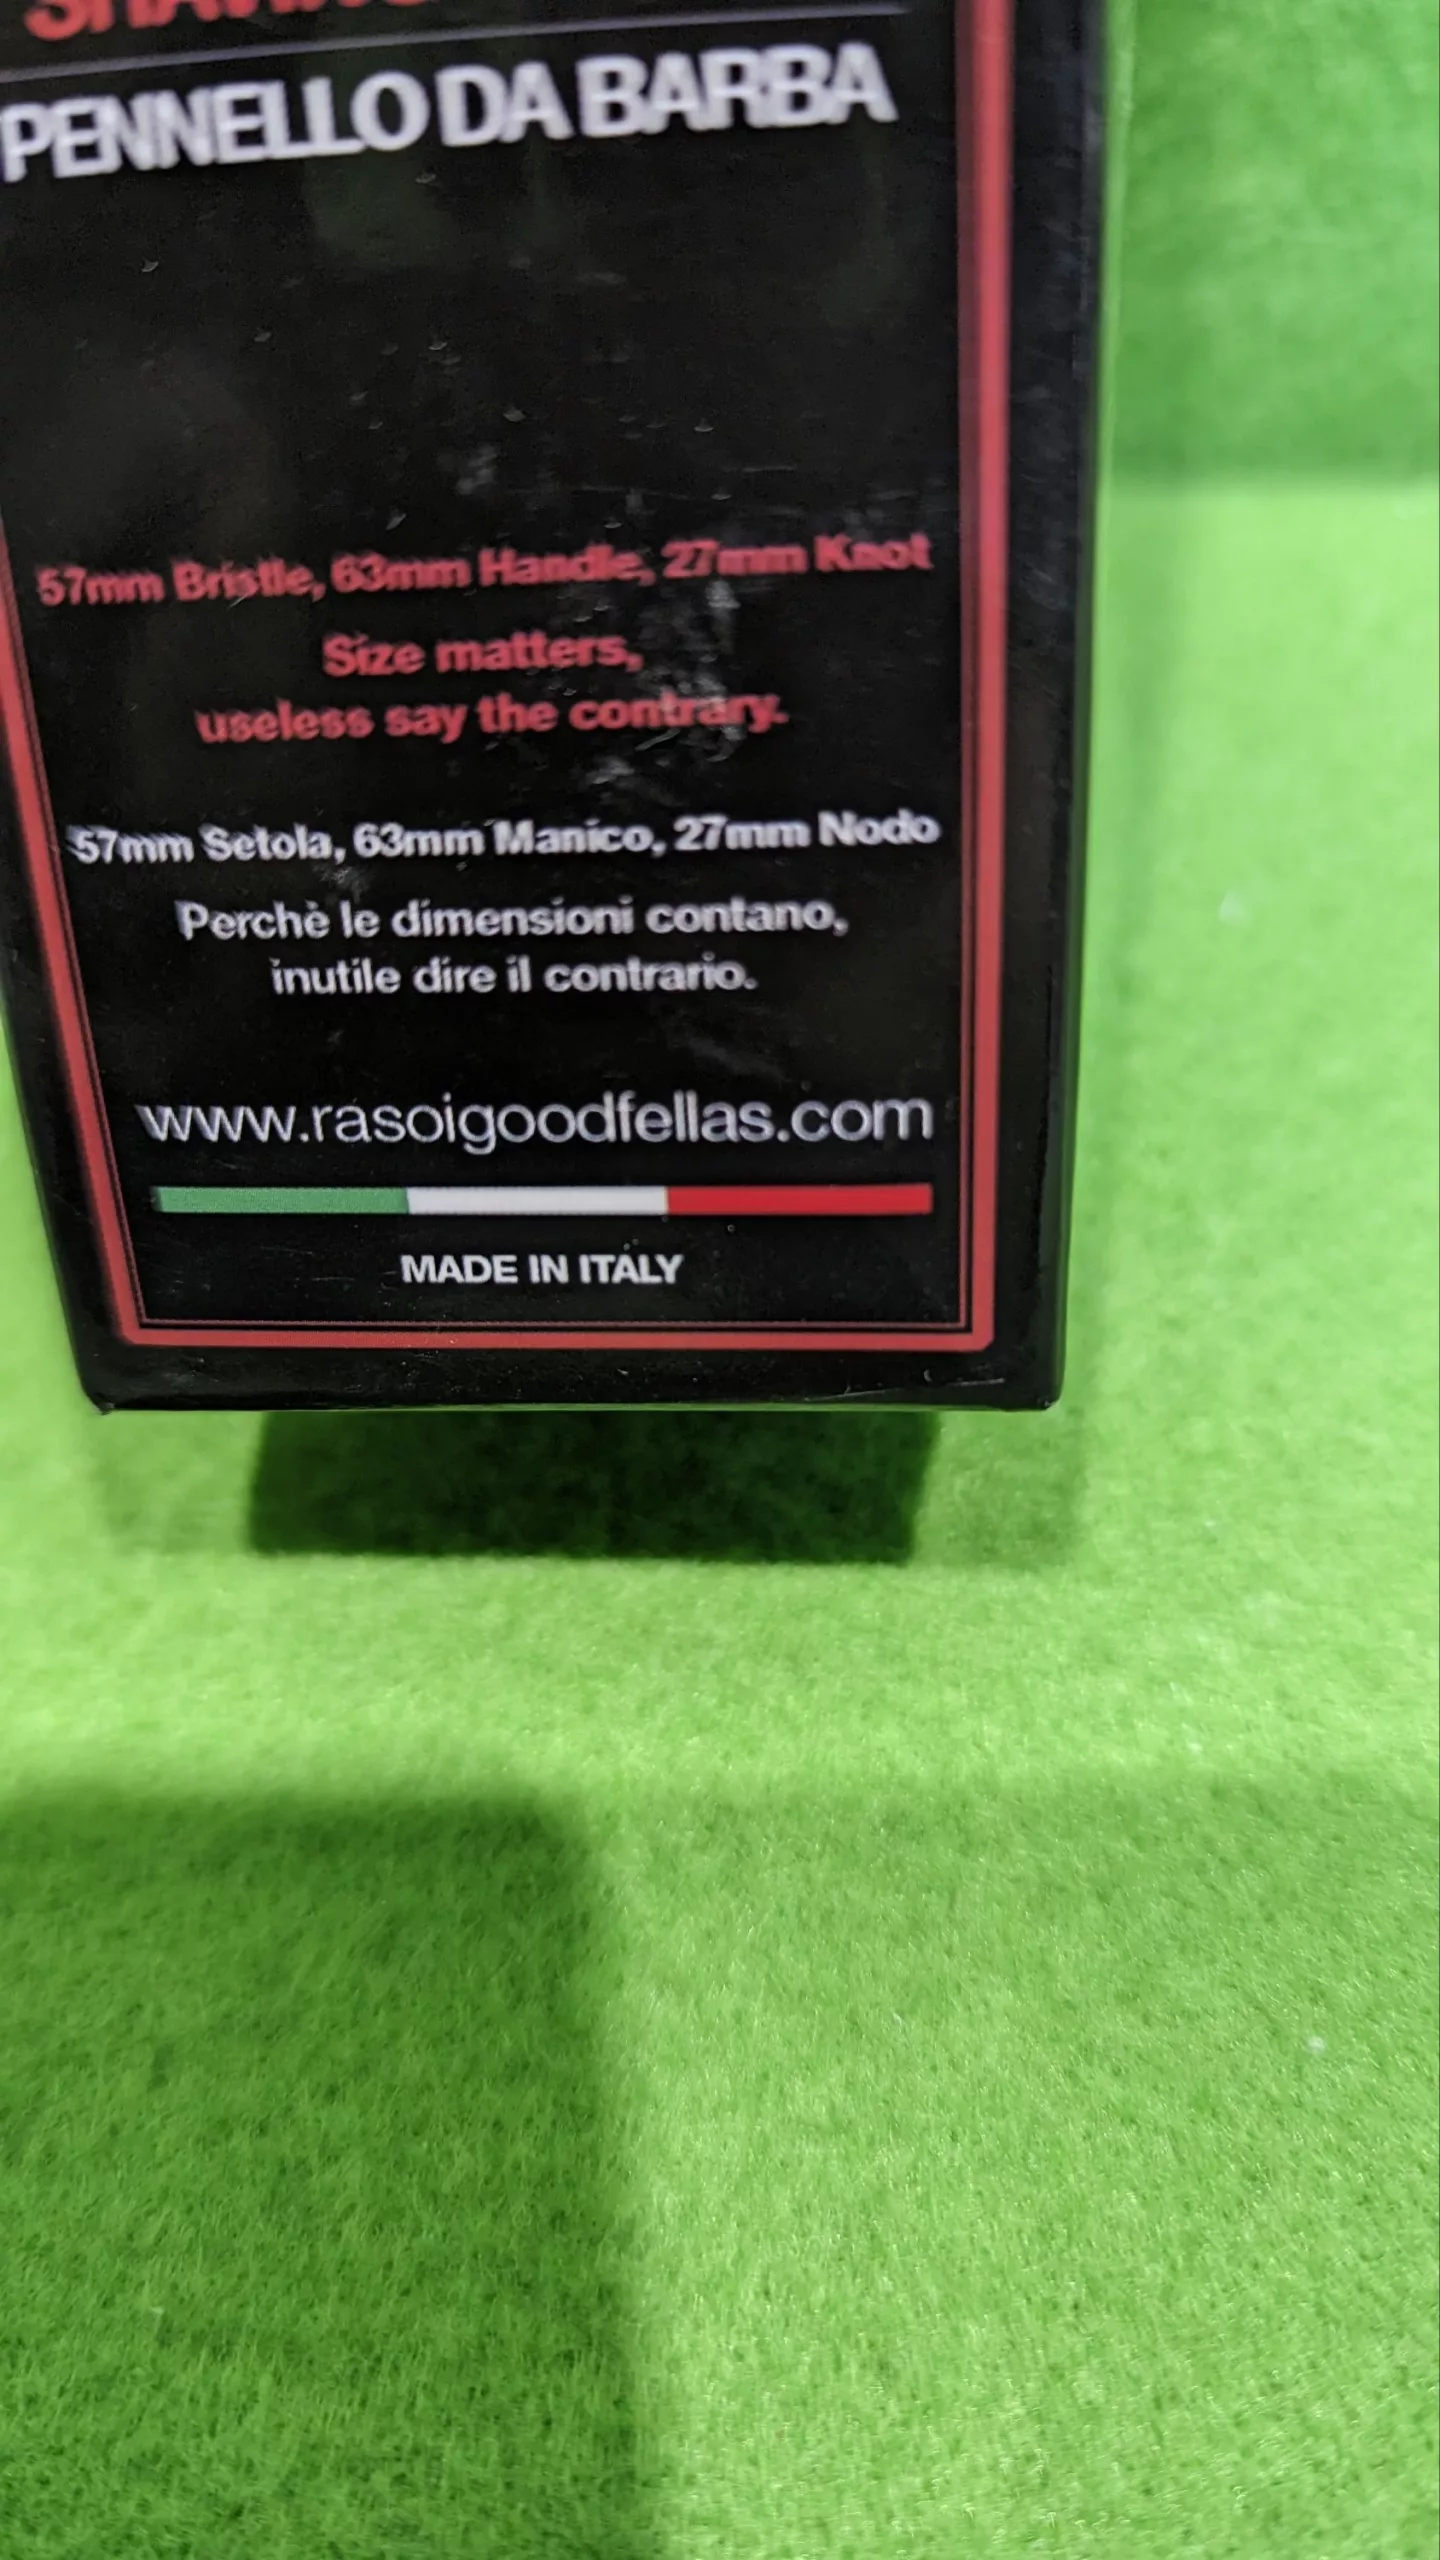 PENNELLO DA BARBA
57mm Bristle, 63mm Handle, 27mm Knot
Size matters,
useless say the contrary.
57mm Setola, 63mm Manico, 27mm Nodo
Perchè le dimensioni contano,
inutile dire il contrario.
www.rasoigoodfellas.com
MADE IN ITALY